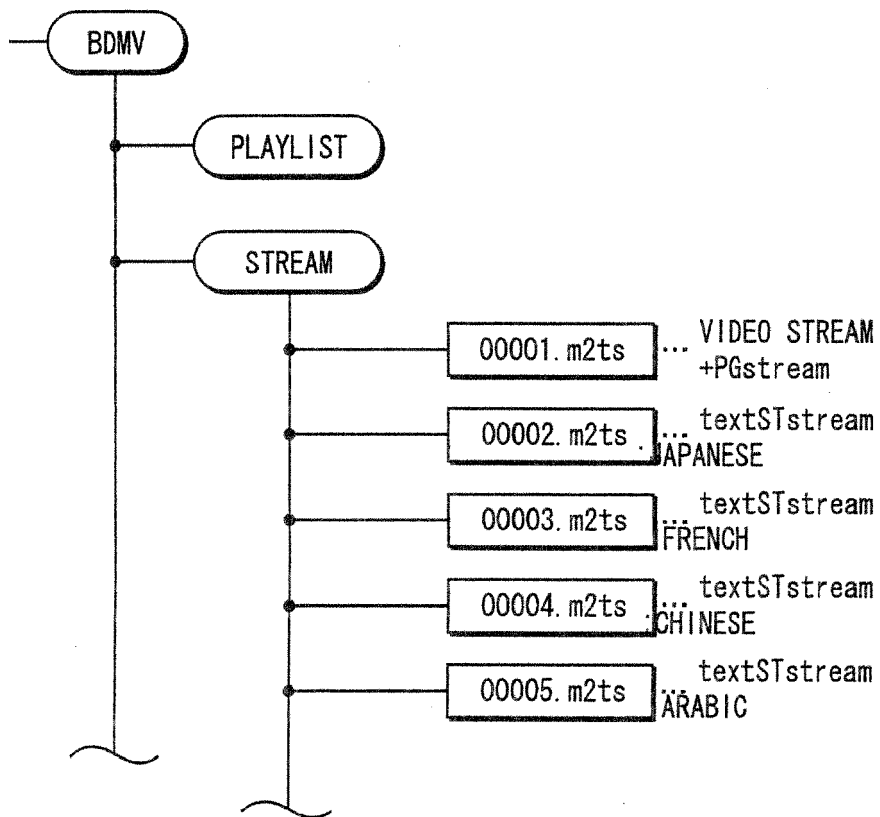 BDMV
PLAYLIST
STREAM
00001.m2ts ... VIDEO STREAM
+PGstream
00002.m2ts ... textSTstream
:JAPANESE
00003.m2ts ... textSTstream
FRENCH
00004.m2ts ... textSTstream
:CHINESE
00005.m2ts ... textSTstream
ARABIC